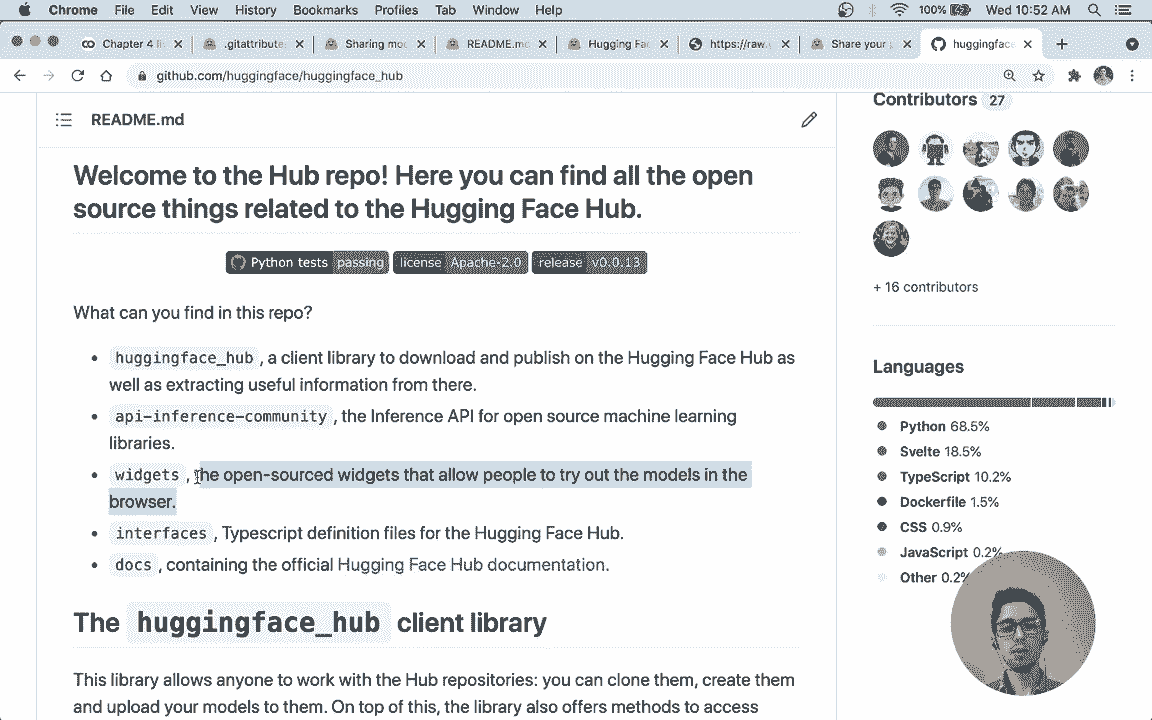 Chrome File Edit View History Bookmarks Profiles Tab Window Help 100% Wed 10:52 AM
Chapter 4 li .gitattribute Sharing mo README.m Hugging Fa https://raw. Share your huggingface
github.com/huggingface/huggingface_hub
README.md
Welcome to the Hub repo! Here you can find all the open
source things related to the Hugging Face Hub.
Python tests passing license Apache-2.0 release v0.0.13
What can you find in this repo?
• huggingface_hub , a client library to download and publish on the Hugging Face Hub as
well as extracting useful information from there.
• api-inference-community , the Inference API for open source machine learning
libraries.
• widgets , the open-sourced widgets that allow people to try out the models in the
browser.
• interfaces , Typescript definition files for the Hugging Face Hub.
• docs , containing the official Hugging Face Hub documentation.
The huggingface_hub client library
This library allows anyone to work with the Hub repositories: you can clone them, create them
and upload your models to them. On top of this, the library also offers methods to access
Contributors 27
+ 16 contributors
Languages
Python 68.5%
Svelte 18.5%
TypeScript 10.2%
Dockerfile 1.5%
CSS 0.9%
JavaScript 0.2%
Other 0.2%